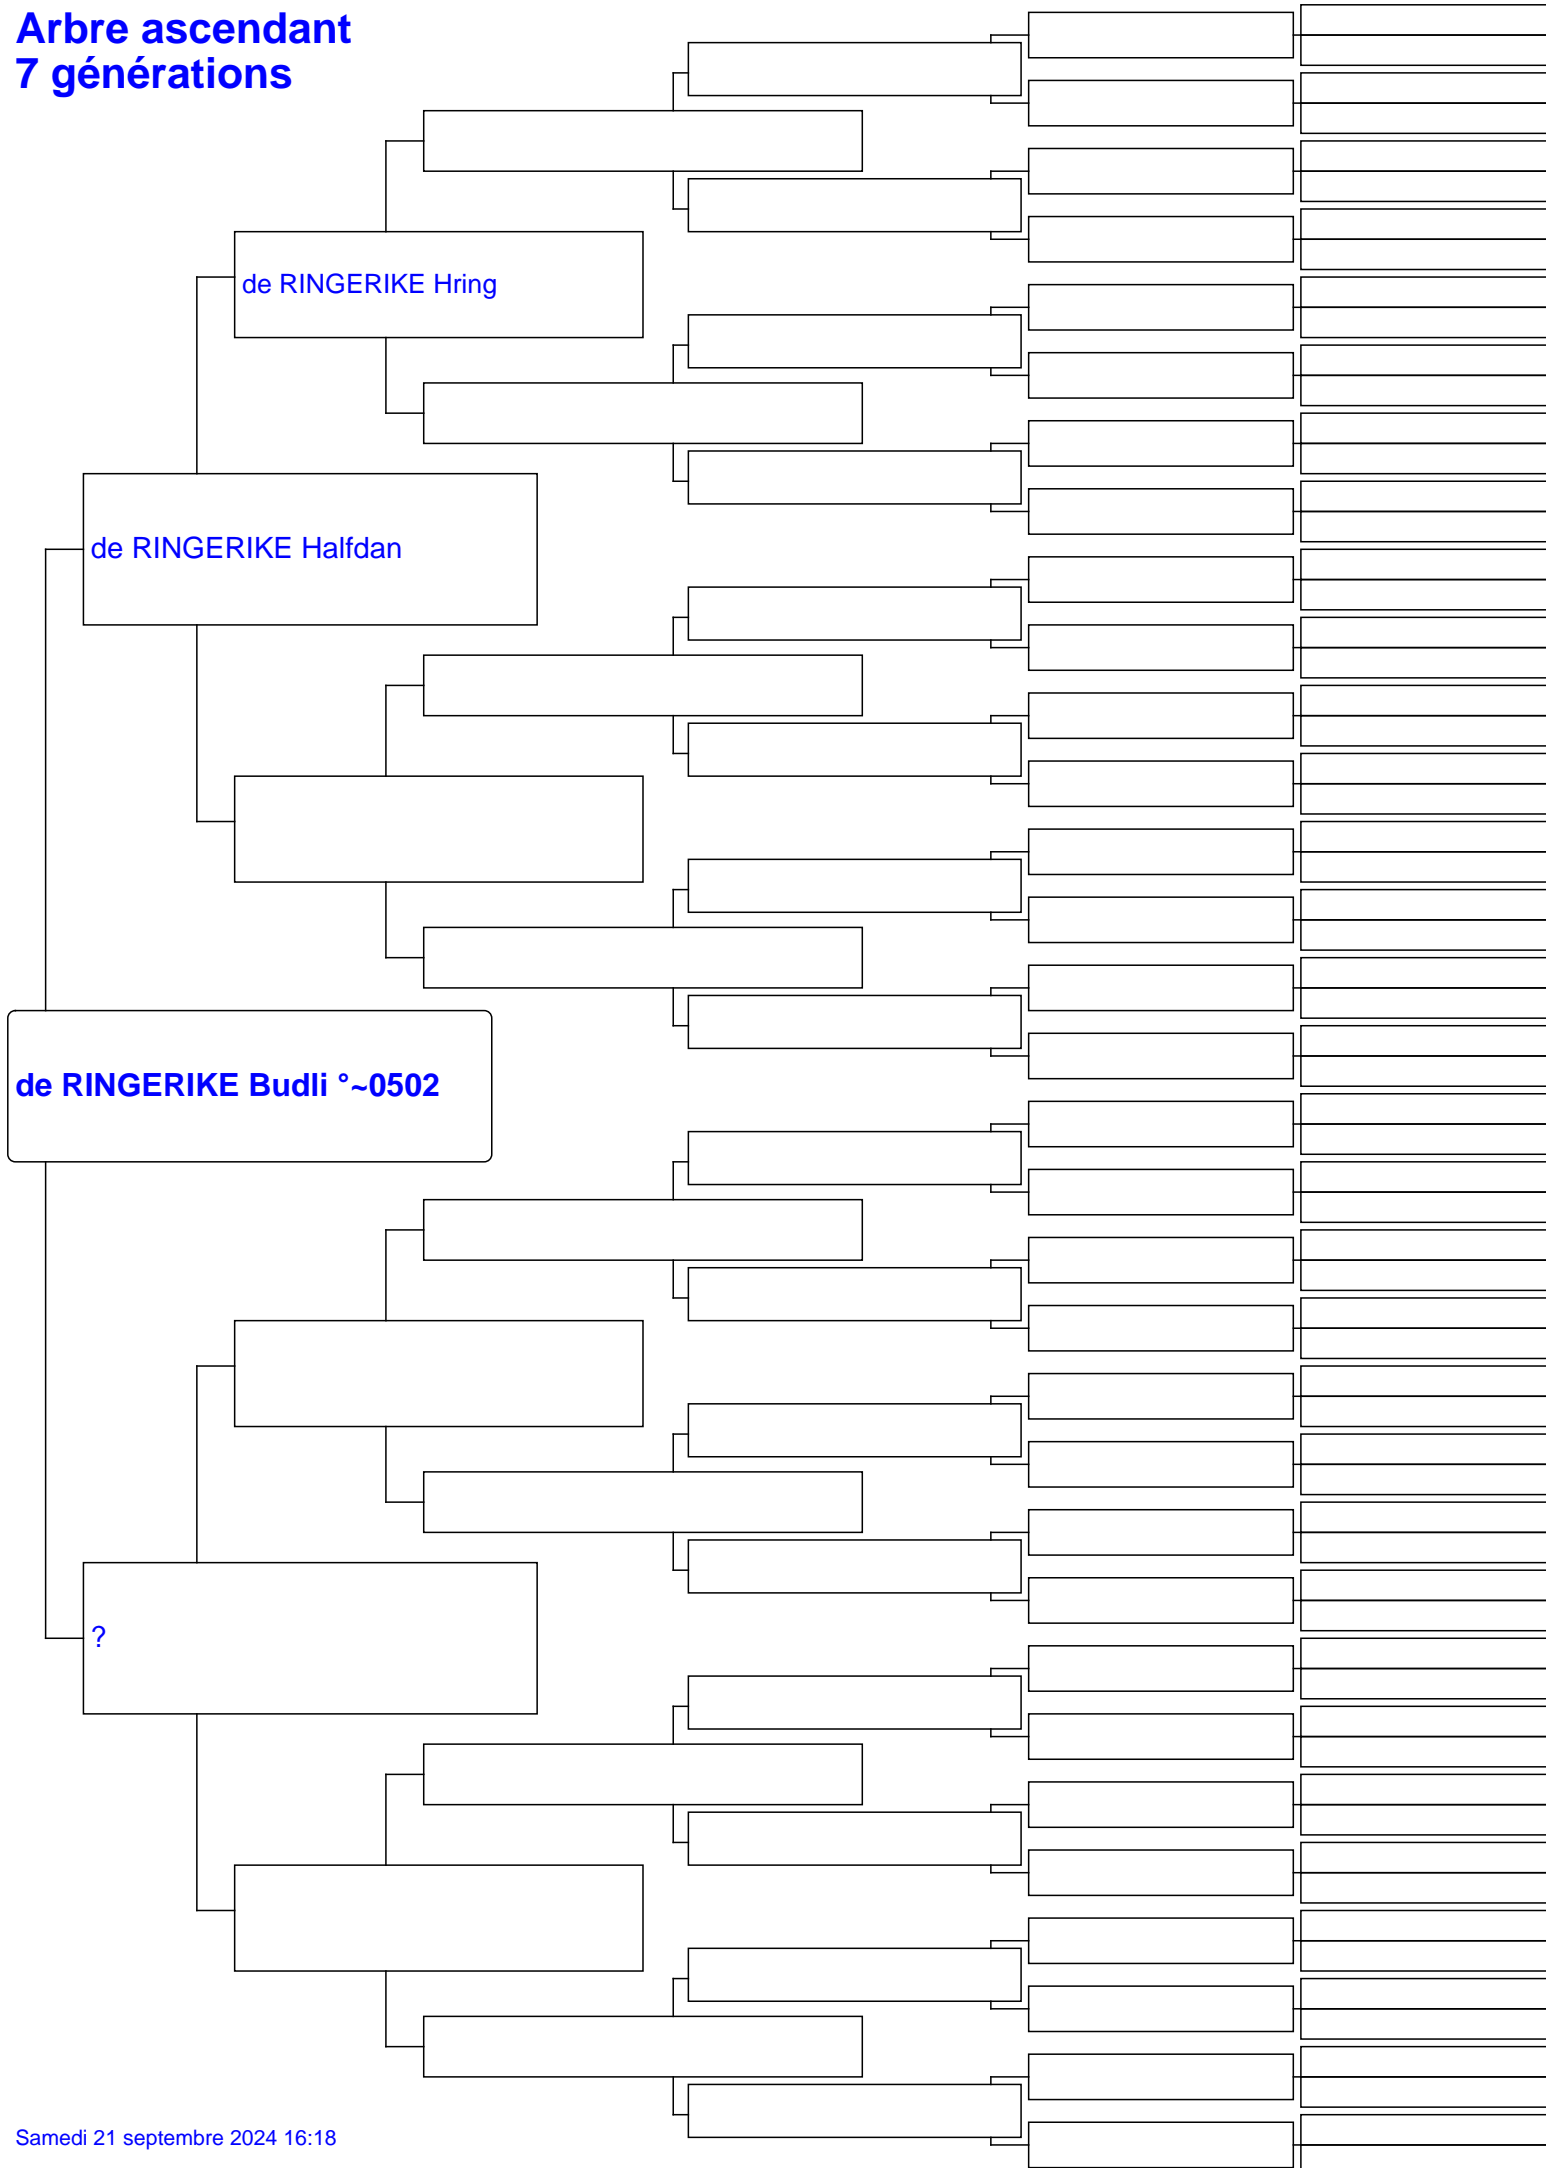 Arbre ascendant
7 générations
de RINGERIKE Hring
de RINGERIKE Halfdan
de RINGERIKE Budli °~0502
?
Samedi 21 septembre 2024 16:18